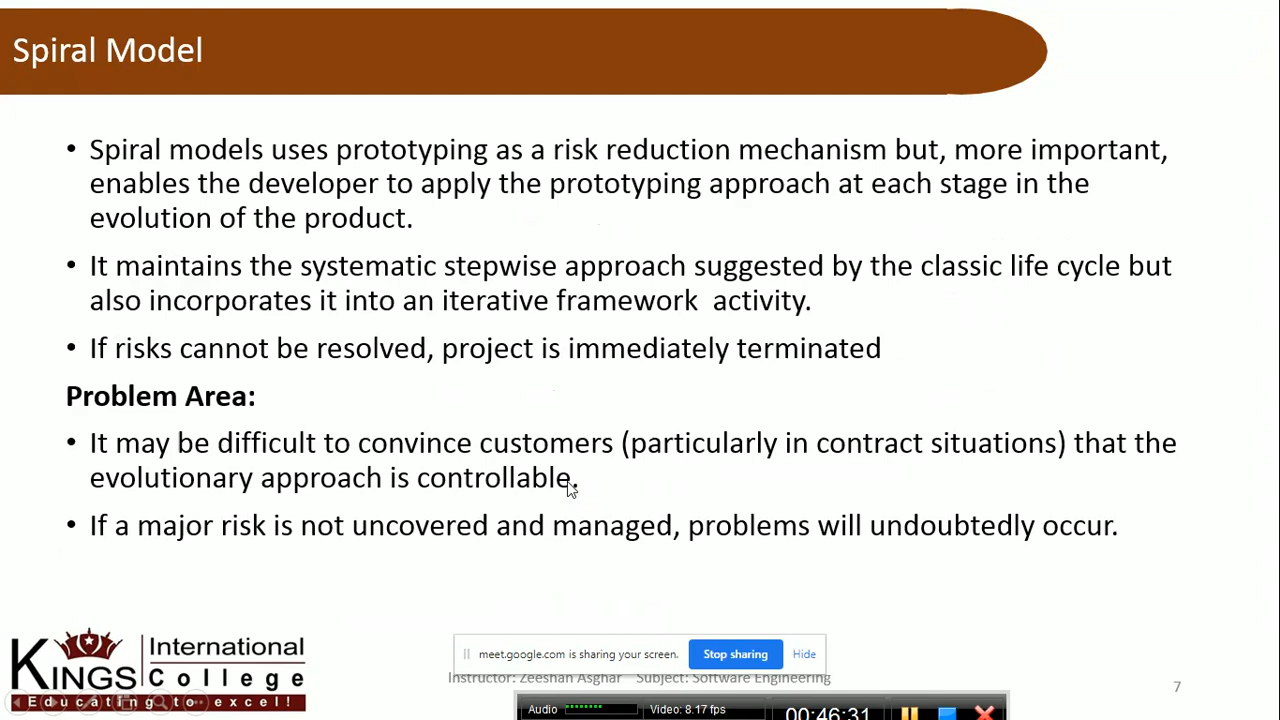 Spiral Model
• Spiral models uses prototyping as a risk reduction mechanism but, more important,
enables the developer to apply the prototyping approach at each stage in the
evolution of the product.
• It maintains the systematic stepwise approach suggested by the classic life cycle but
also incorporates it into an iterative framework activity.
• If risks cannot be resolved, project is immediately terminated
Problem Area:
• It may be difficult to convince customers (particularly in contract situations) that the
evolutionary approach is controllable.
• If a major risk is not uncovered and managed, problems will undoubtedly occur.
KINGS International
College
Educating to excel!
meet.google.com is sharing your screen. Stop sharing Hide
Instructor: Zeeshan Asghar Subject: Software Engineering
7
Audio Video: 8.17 fps 00:46:31